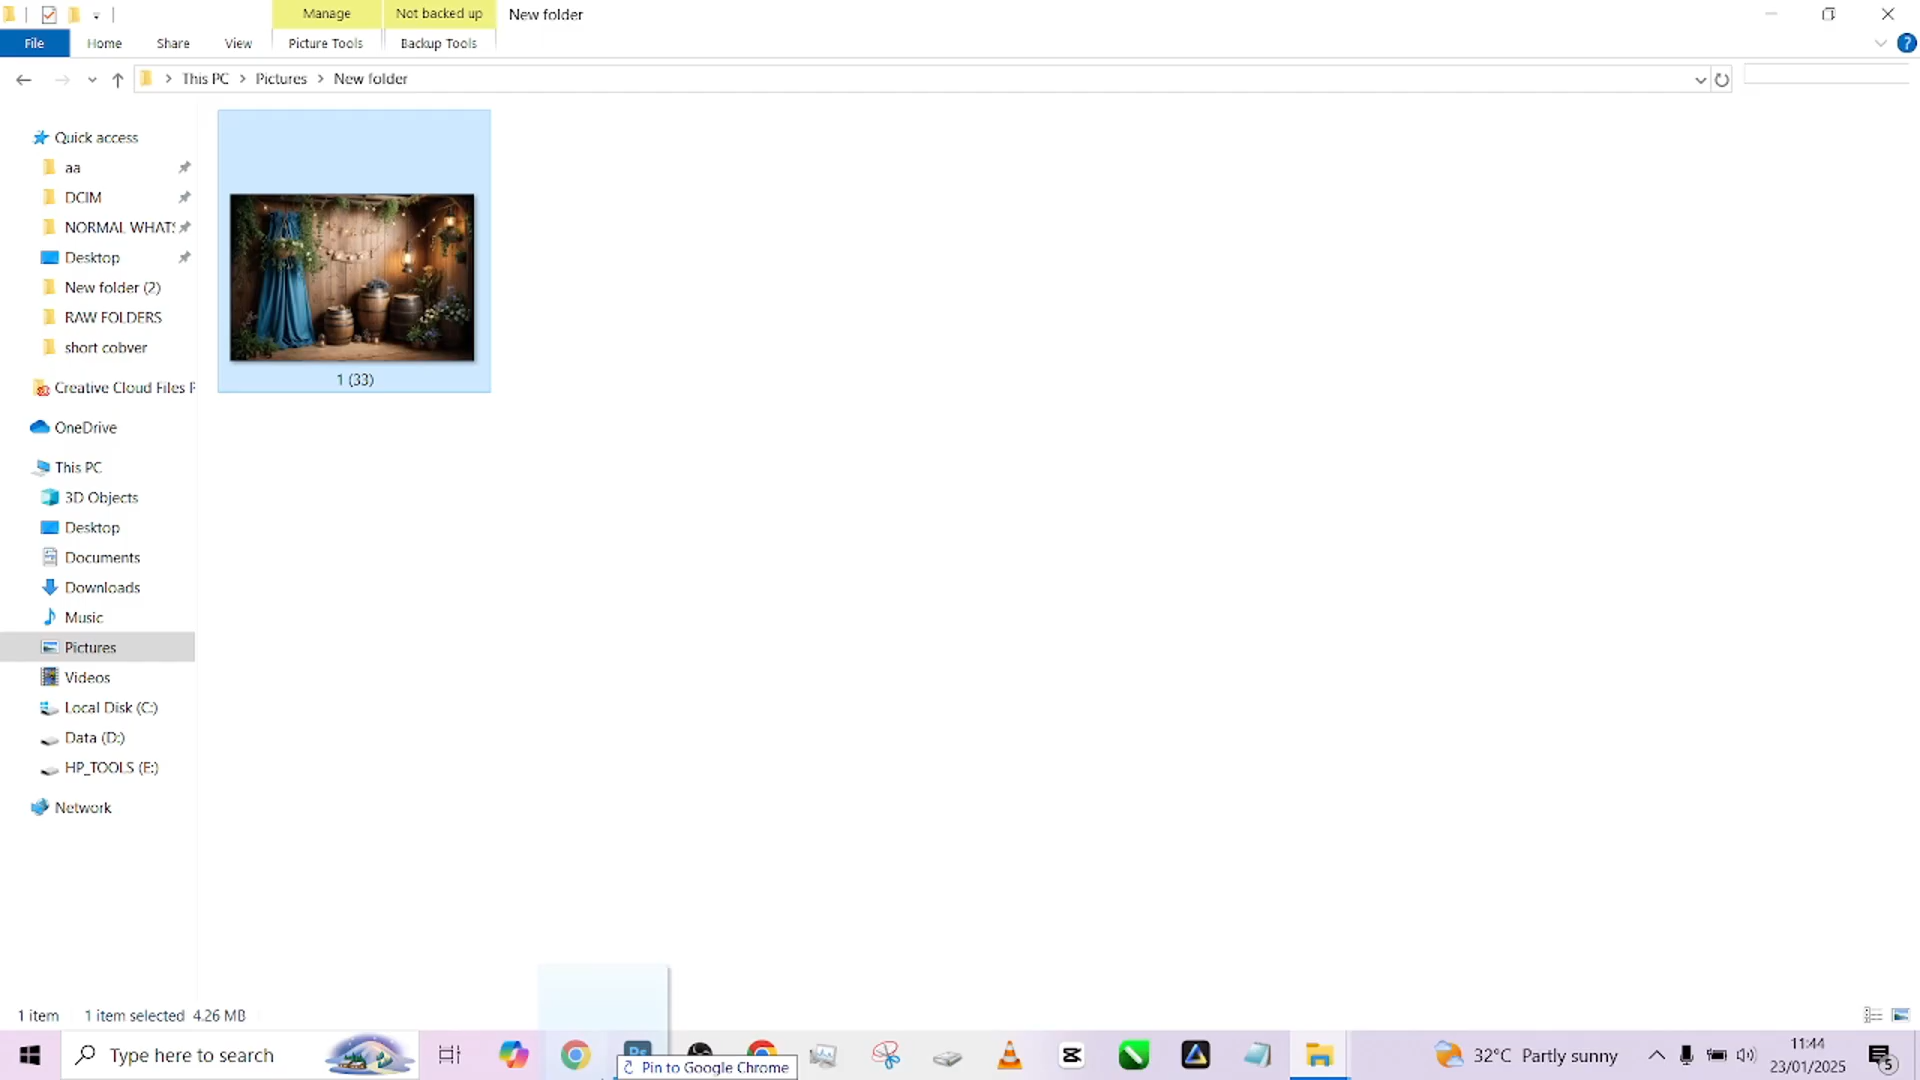 Manage
Not backed up
New folder
File
Home
Share
View
Picture Tools
Backup Tools
This PC
Pictures
New folder
Quick access
aa
DCIM
NORMAL WHATS
Desktop
New folder (2)
RAW FOLDERS
short cobver
Creative Cloud Files
OneDrive
This PC
3D Objects
Desktop
Documents
Downloads
Music
Pictures
Videos
Local Disk (C:)
Data (D:)
HP_TOOLS (E:)
Network
1 (33)
1 item
1 item selected 4.26 MB
Type here to search
Pin to Google Chrome
32°C Partly sunny
11:44
23/01/2025
5